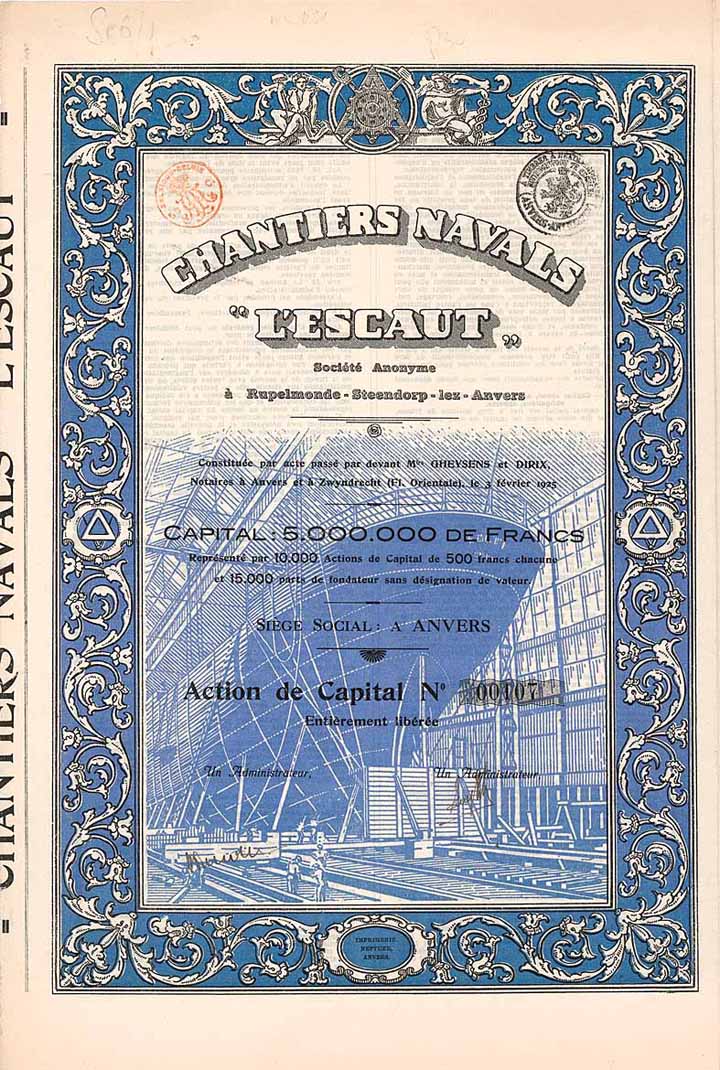 CHANTIERS NAVALS
“ L'ESCAUT ”
Société Anonyme
à Rupelmonde - Steendorp - lez - Anvers
Constituée par acte passé par devant Mes GHEYSENS et DIRIX,
Notaires à Anvers et à Zwyndrecht (Fl. Orientale), le 3 février 1925
CAPITAL : 5.000.000 DE FRANCS
Représenté par 10.000 Actions de Capital de 500 francs chacune
et 15.000 parts de fondateur sans désignation de valeur.
SIÈGE SOCIAL : A ANVERS
Action de Capital No 00107
Entièrement libérée
Un Administrateur, Un Administrateur
IMPRIMERIE
NEPTUNE,
ANVERS.
CHANTIERS NAVALS L'ESCAUT